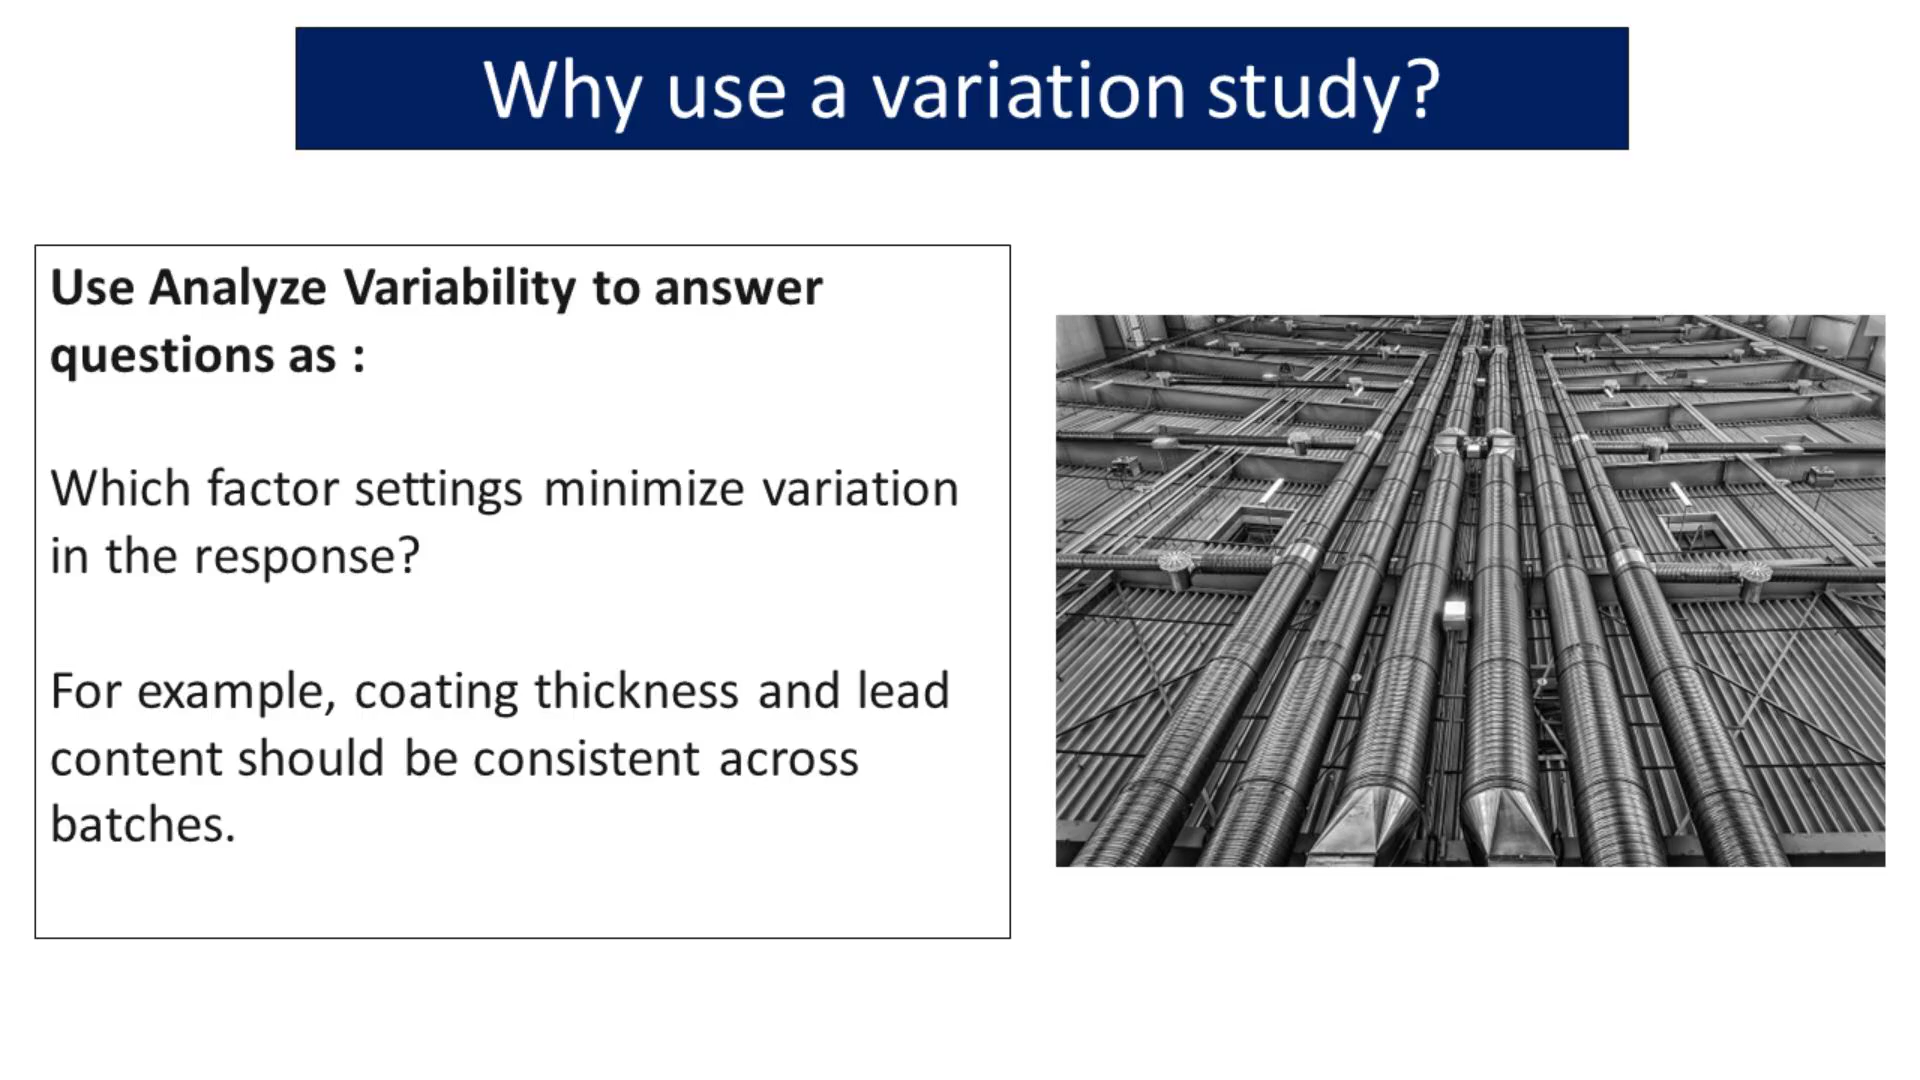 Why use a variation study?
Use Analyze Variability to answer
questions as :
Which factor settings minimize variation
in the response?
For example, coating thickness and lead
content should be consistent across
batches.